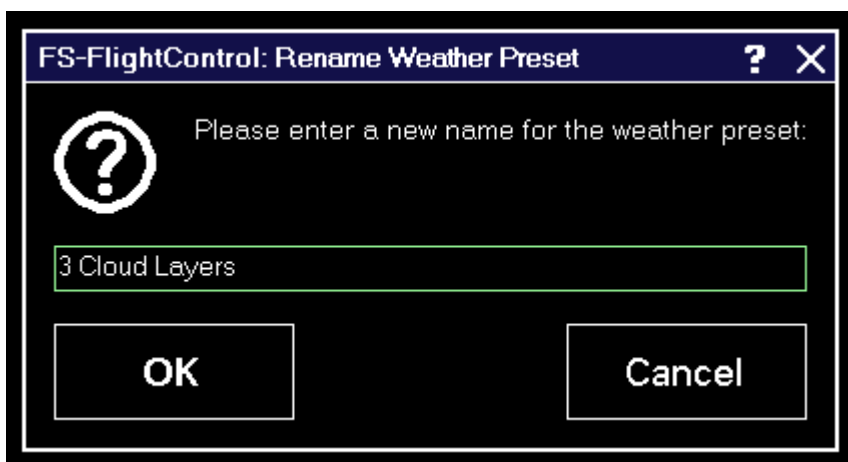 FS-FlightControl: Rename Weather Preset ?
Please enter a new name for the weather preset:
?
3 Cloud Layers
OK Cancel